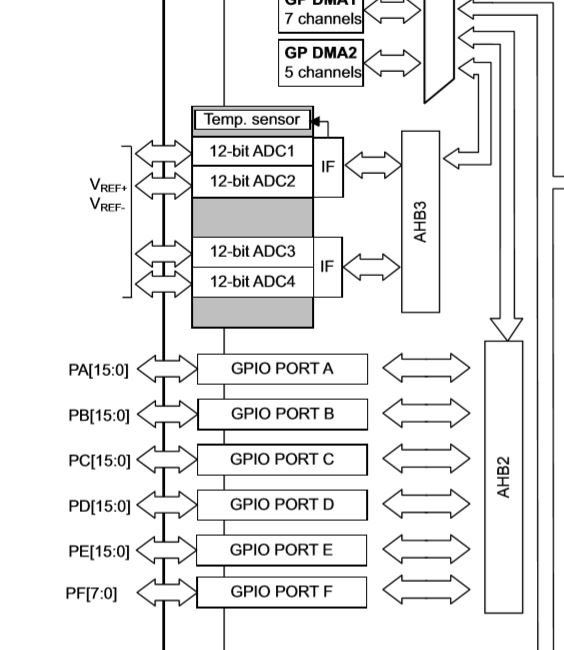 GP DMA1
7 channels
GP DMA2
5 channels
Temp. sensor
12-bit ADC1
12-bit ADC2
IF
VREF+
VREF-
12-bit ADC3
12-bit ADC4
IF
AHB3
PA[15:0]
GPIO PORT A
PB[15:0]
GPIO PORT B
PC[15:0]
GPIO PORT C
PD[15:0]
GPIO PORT D
PE[15:0]
GPIO PORT E
PF[7:0]
GPIO PORT F
AHB2